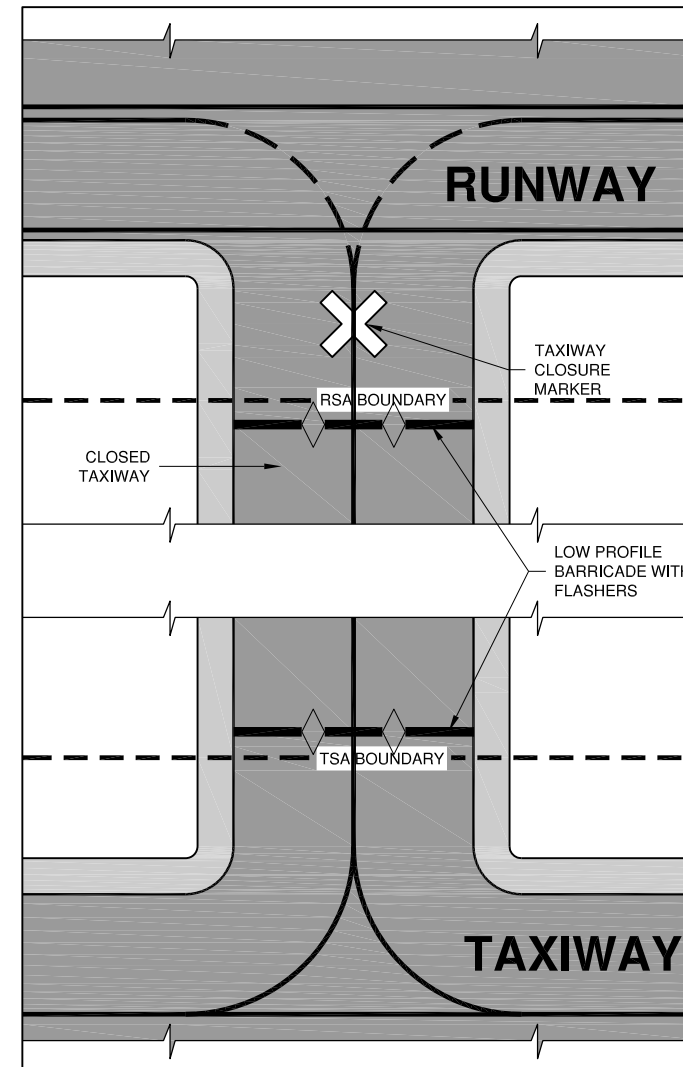 RUNWAY
TAXIWAY
CLOSURE
MARKER
RSA BOUNDARY
CLOSED
TAXIWAY
LOW PROFILE
BARRICADE WITH
FLASHERS
TSA BOUNDARY
TAXIWAY